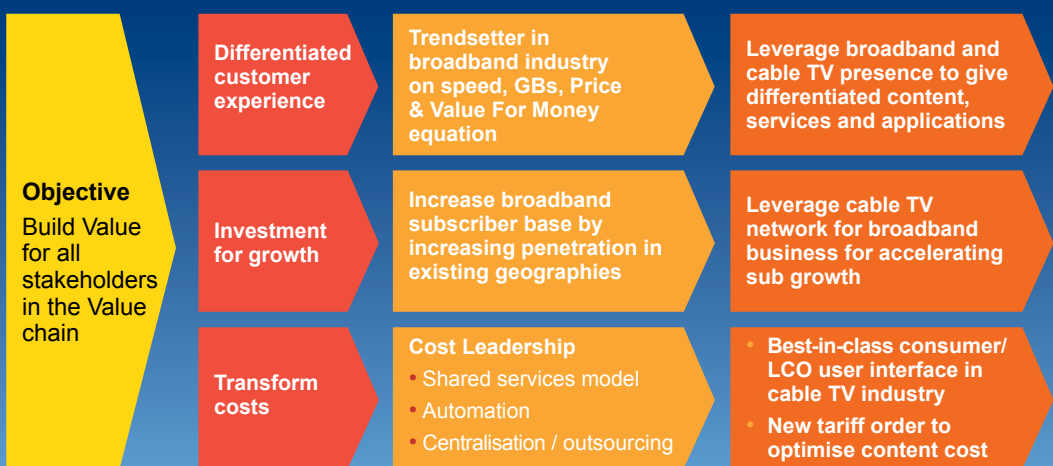 Objective
Build Value
for all
stakeholders
in the Value
chain
Differentiated
customer
experience
Trendsetter in
broadband industry
on speed, GBs, Price
& Value For Money
equation
Leverage broadband and
cable TV presence to give
differentiated content,
services and applications
Investment
for growth
Increase broadband
subscriber base by
increasing penetration in
existing geographies
Leverage cable TV
network for broadband
business for accelerating
sub growth
Transform
costs
Cost Leadership
• Shared services model
• Automation
• Centralisation / outsourcing
• Best-in-class consumer/
LCO user interface in
cable TV industry
• New tariff order to
optimise content cost